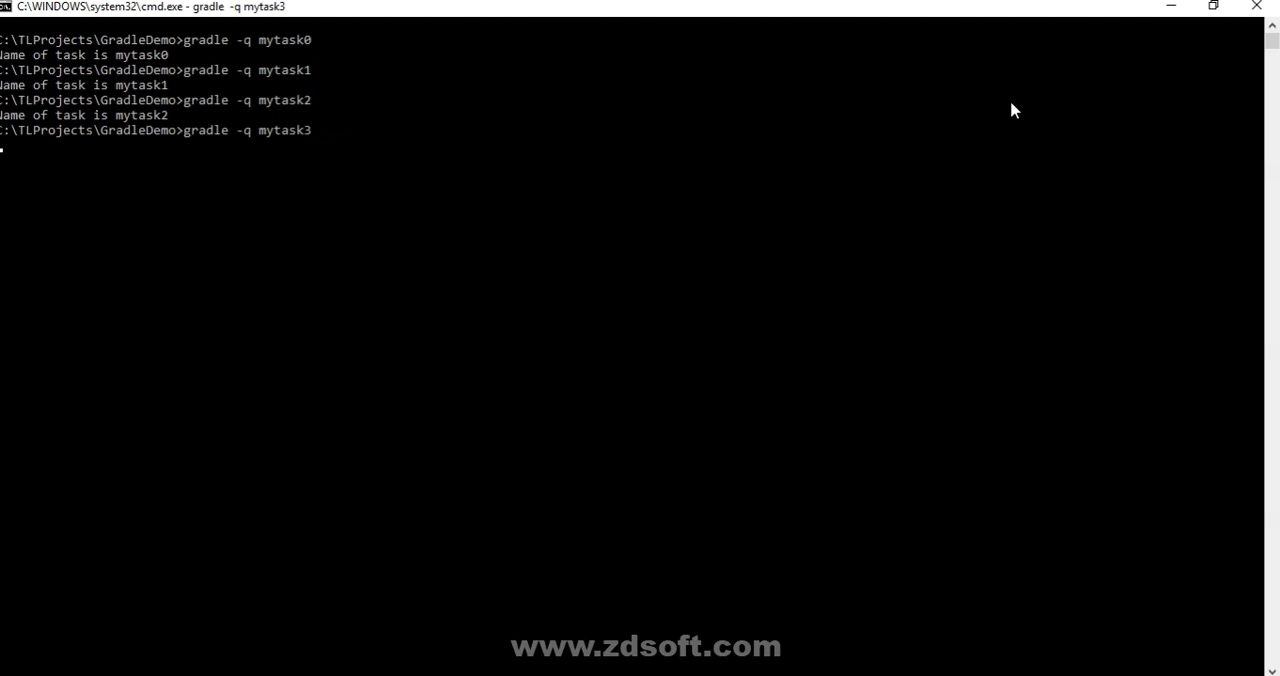 C:\WINDOWS\system32\cmd.exe - gradle -q mytask3
C:\TLProjects\GradleDemo>gradle -q mytask0
Name of task is mytask0
C:\TLProjects\GradleDemo>gradle -q mytask1
Name of task is mytask1
C:\TLProjects\GradleDemo>gradle -q mytask2
Name of task is mytask2
C:\TLProjects\GradleDemo>gradle -q mytask3
www.zdsoft.com